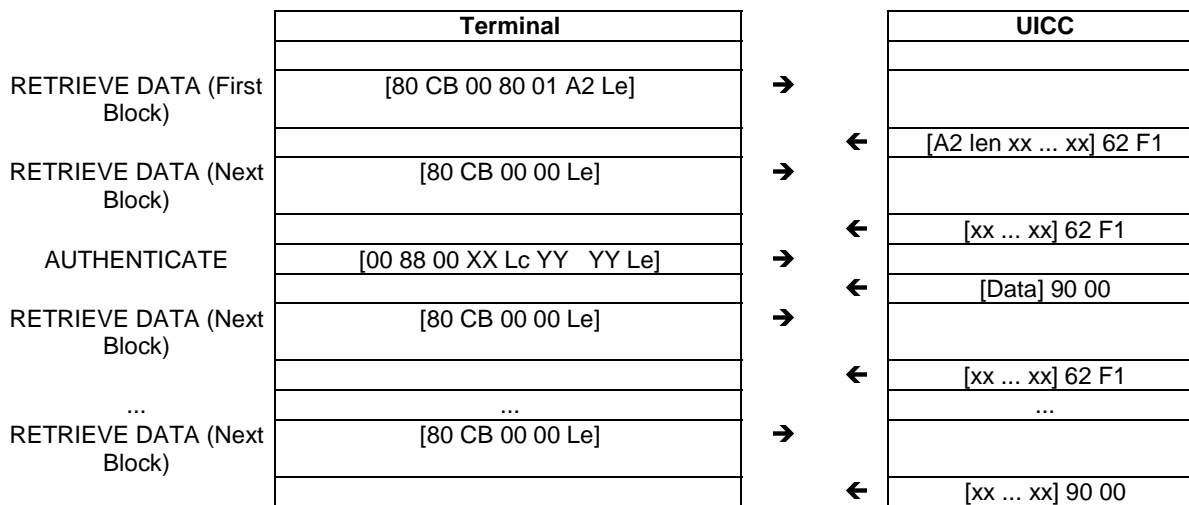 Terminal UICC
RETRIEVE DATA (First
Block) [80 CB 00 80 01 A2 Le] ➔
🡨 [A2 len xx ... xx] 62 F1
RETRIEVE DATA (Next
Block) [80 CB 00 00 Le] ➔
🡨 [xx ... xx] 62 F1
AUTHENTICATE [00 88 00 XX Lc YY YY Le] ➔
🡨 [Data] 90 00
RETRIEVE DATA (Next
Block) [80 CB 00 00 Le] ➔
🡨 [xx ... xx] 62 F1
... ... ...
RETRIEVE DATA (Next
Block) [80 CB 00 00 Le] ➔
🡨 [xx ... xx] 90 00